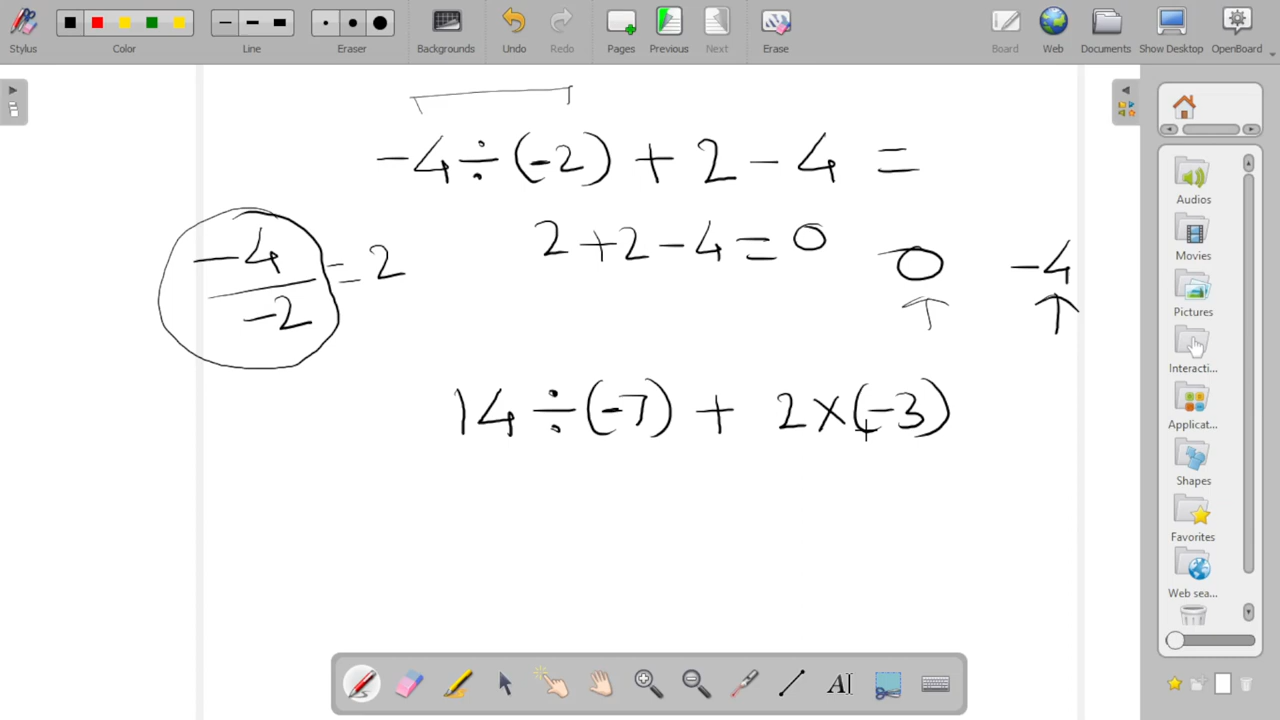 Stylus Color Line Eraser Backgrounds Undo Redo Pages Previous Next Erase Board Web Documents Show Desktop OpenBoard
-4÷(-2)+2-4=
2+2-4=0
-4
-2
=2
0 -4
14÷(-7)+2×(-3)
Audios
Movies
Pictures
Interacti...
Applicat...
Shapes
Favorites
Web sea...